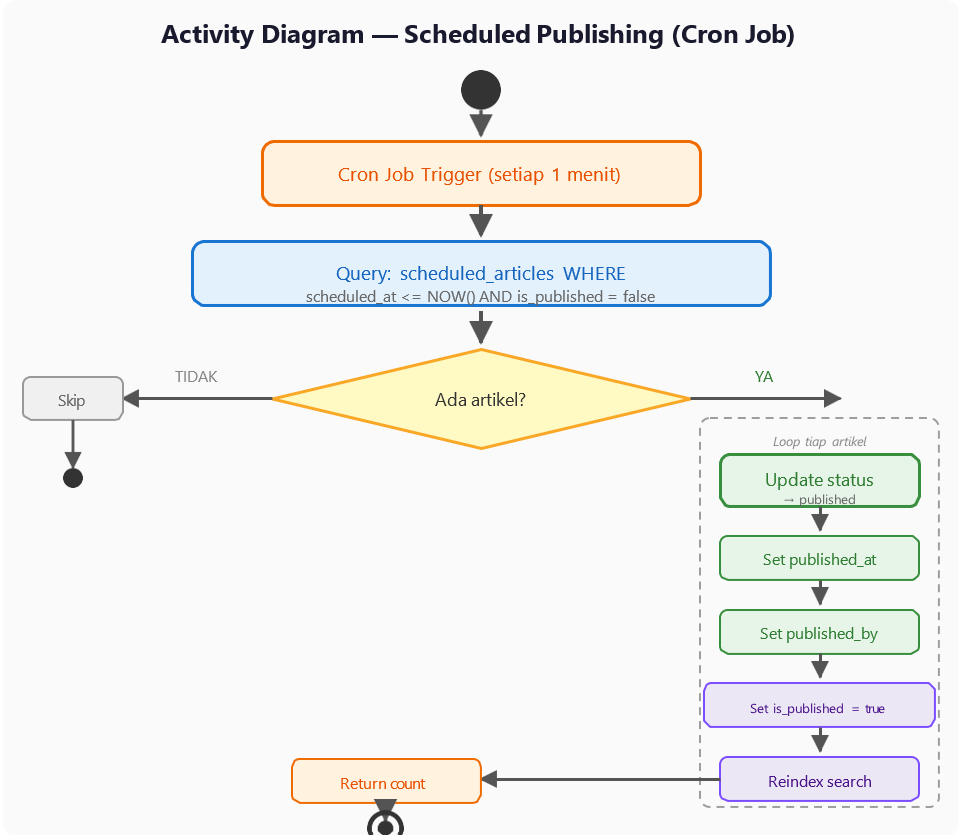 Activity Diagram — Scheduled Publishing (Cron Job)
Cron Job Trigger (setiap 1 menit)
Query: scheduled_articles WHERE
scheduled_at <= NOW() AND is_published = false
TIDAK
YA
Skip
Ada artikel?
Loop tiap artikel
Update status
→ published
Set published_at
Set published_by
Set is_published = true
Reindex search
Return count